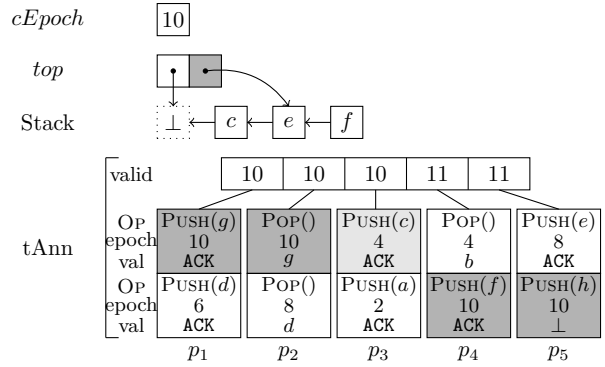 cEpoch 10
top
Stack ⊥ c e f
valid 10 10 10 11 11
tAnn
Op PUSH(g) POP() PUSH(c) POP() PUSH(e)
epoch 10 10 4 4 8
val ACK g ACK b ACK
Op PUSH(d) POP() PUSH(a) PUSH(f) PUSH(h)
epoch 6 8 2 10 10
val ACK d ACK ACK ⊥
p1 p2 p3 p4 p5